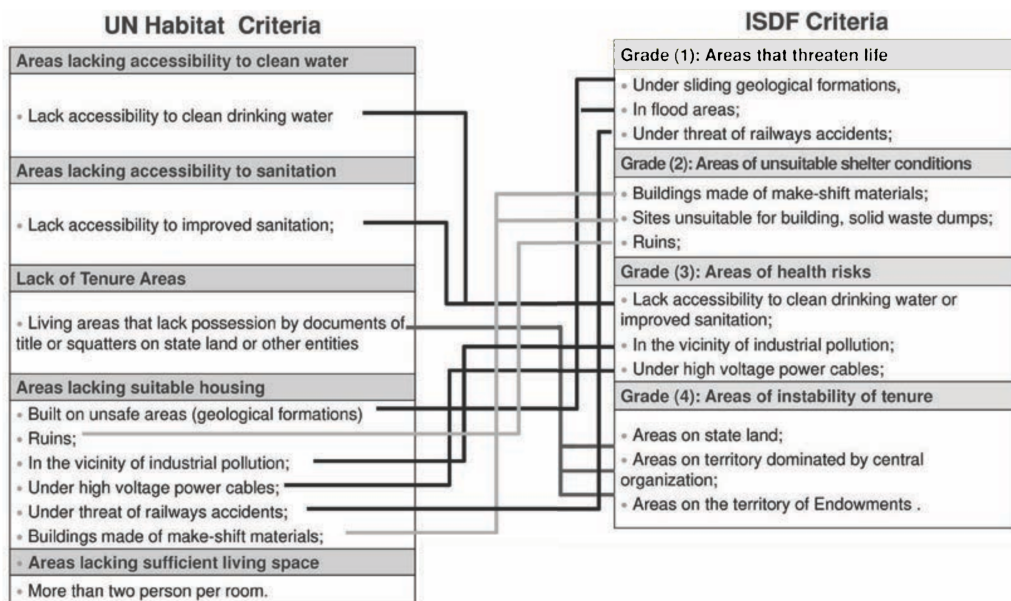 UN Habitat Criteria
Areas lacking accessibility to clean water
• Lack accessibility to clean drinking water
Areas lacking accessibility to sanitation
• Lack accessibility to improved sanitation;
Lack of Tenure Areas
• Living areas that lack possession by documents of
title or squatters on state land or other entities
Areas lacking suitable housing
• Built on unsafe areas (geological formations)
• Ruins;
• In the vicinity of industrial pollution;
• Under high voltage power cables;
• Under threat of railways accidents;
• Buildings made of make-shift materials;
• Areas lacking sufficient living space
• More than two person per room.
ISDF Criteria
Grade (1): Areas that threaten life
• Under sliding geological formations,
• In flood areas;
• Under threat of railways accidents;
Grade (2): Areas of unsuitable shelter conditions
• Buildings made of make-shift materials;
• Sites unsuitable for building, solid waste dumps;
• Ruins;
Grade (3): Areas of health risks
• Lack accessibility to clean drinking water or
improved sanitation;
• In the vicinity of industrial pollution;
• Under high voltage power cables;
Grade (4): Areas of instability of tenure
• Areas on state land;
• Areas on territory dominated by central
organization;
• Areas on the territory of Endowments .